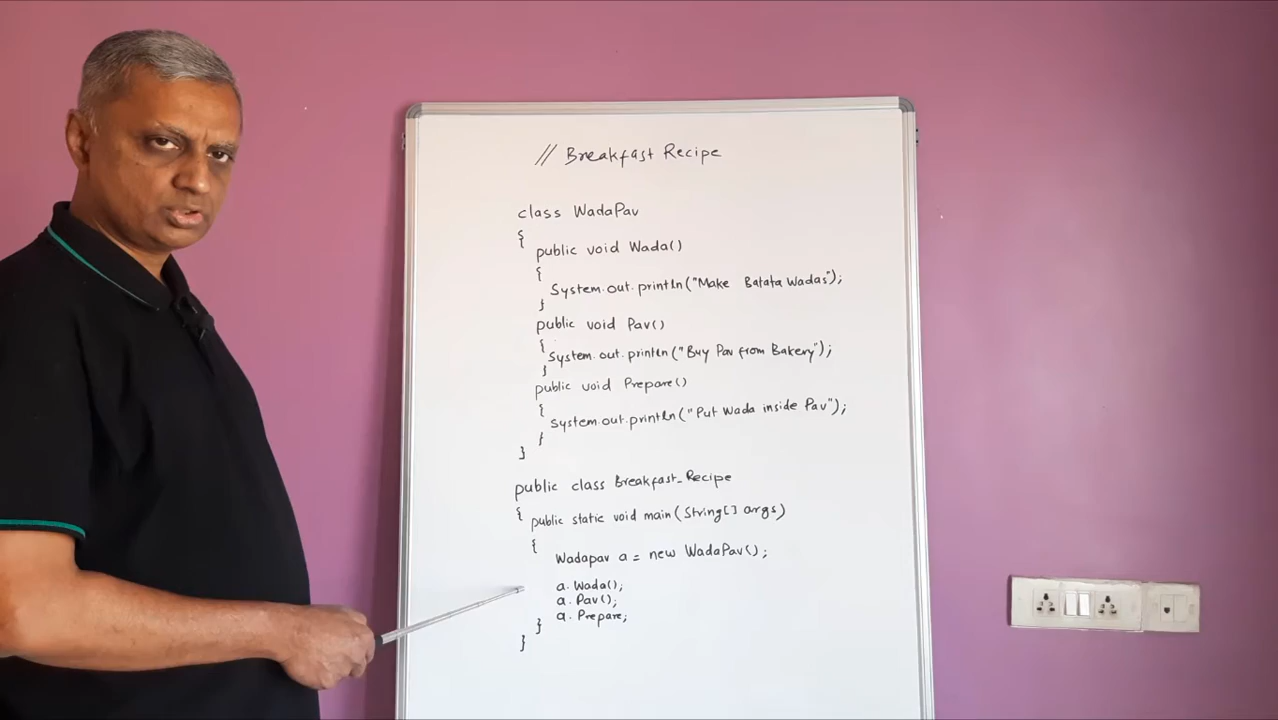 // Breakfast Recipe
class WadaPav
{
public void Wada()
{
System.out.println("Make Batata Wadas");
}
public void Pav()
{
System.out.println("Buy Pav from Bakery");
}
public void Prepare()
{
System.out.println("Put Wada inside Pav");
}
}
public class Breakfast_Recipe
{ public static void main(String[] args)
{
Wadapav a = new WadaPav();
a.Wada();
a.Pav();
a.Prepare;
}
}